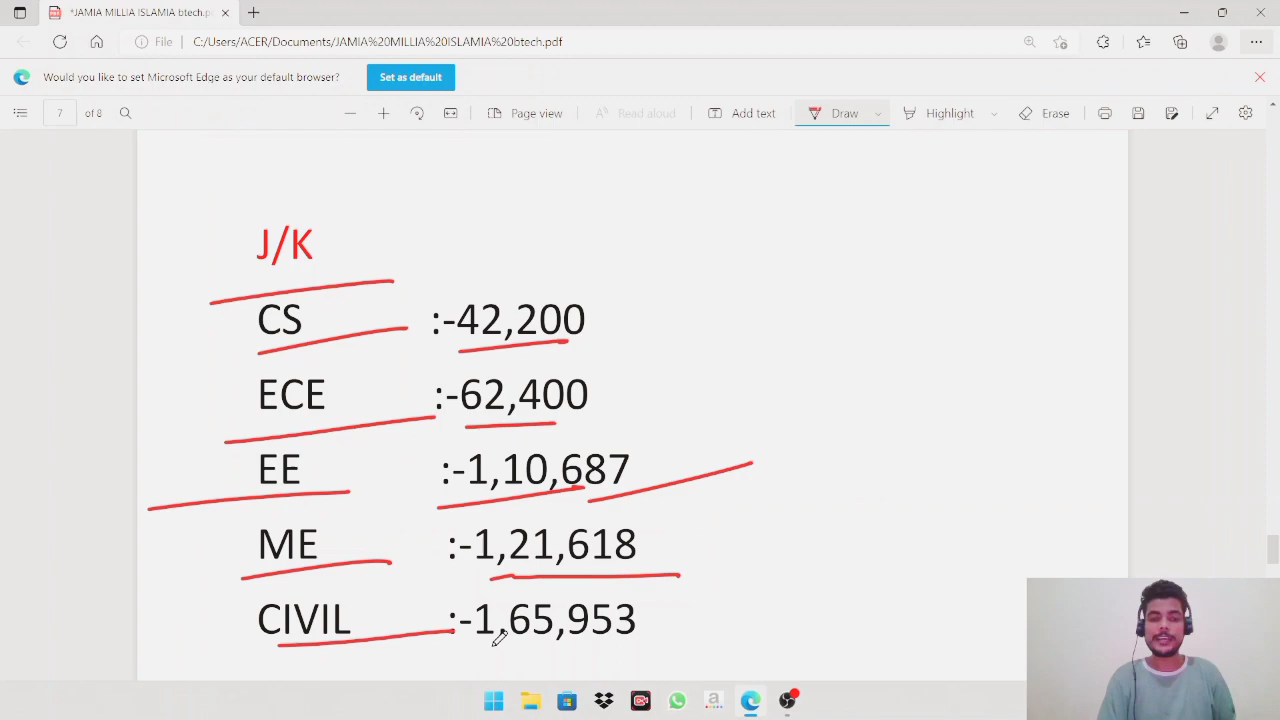 *JAMIA MILLIA ISLAMIA btech.p
File C:/Users/ACER/Documents/JAMIA%20MILLIA%20ISLAMIA%20btech.pdf
Would you like to set Microsoft Edge as your default browser? Set as default
7 of 8 Page view Read aloud Add text Draw Highlight Erase
J/K
CS :-42,200
ECE :-62,400
EE :-1,10,687
ME :-1,21,618
CIVIL :-1,65,953